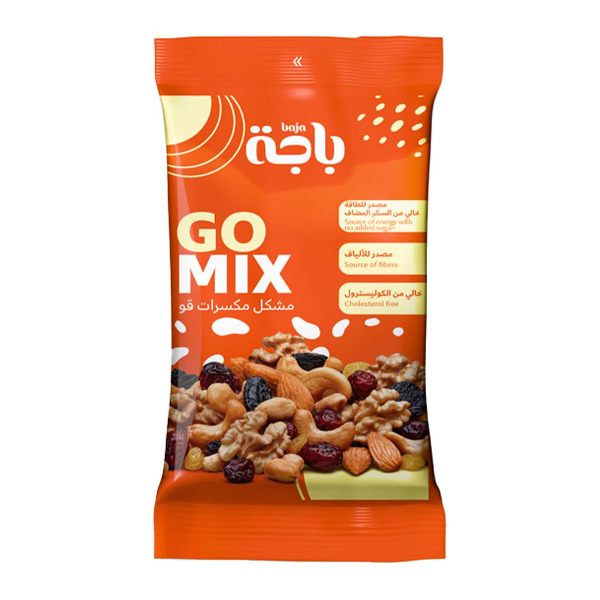 baja
باجة
GO
MIX
مشكل مكسرات قو
مصدر للطاقة
خالي من السكر المضاف
Source of energy with
no added sugar
مصدر للألياف
Source of fibers
خالي من الكوليسترول
Cholesterol free